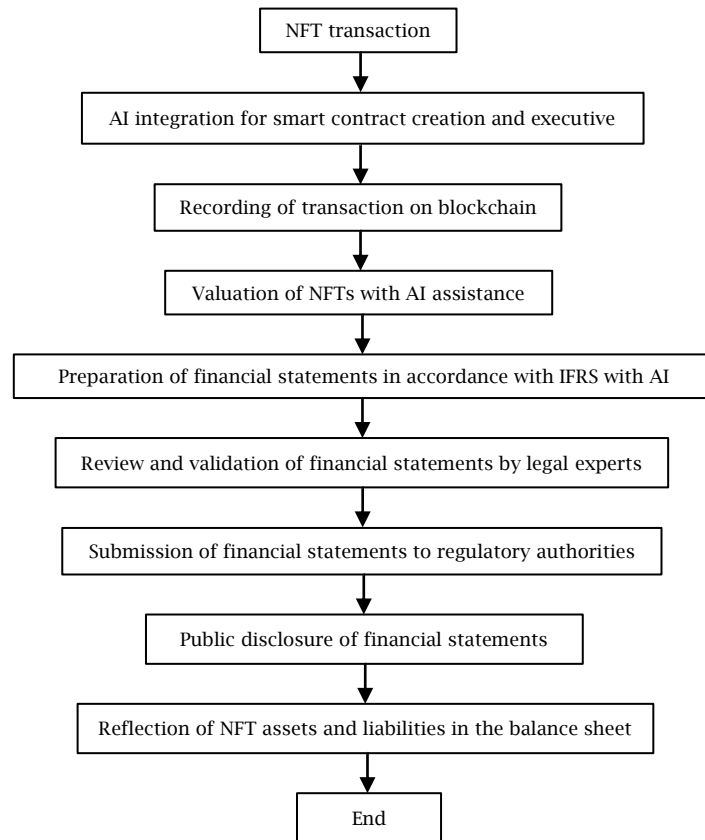 NFT transaction
AI integration for smart contract creation and executive
Recording of transaction on blockchain
Valuation of NFTs with AI assistance
Preparation of financial statements in accordance with IFRS with AI
Review and validation of financial statements by legal experts
Submission of financial statements to regulatory authorities
Public disclosure of financial statements
Reflection of NFT assets and liabilities in the balance sheet
End